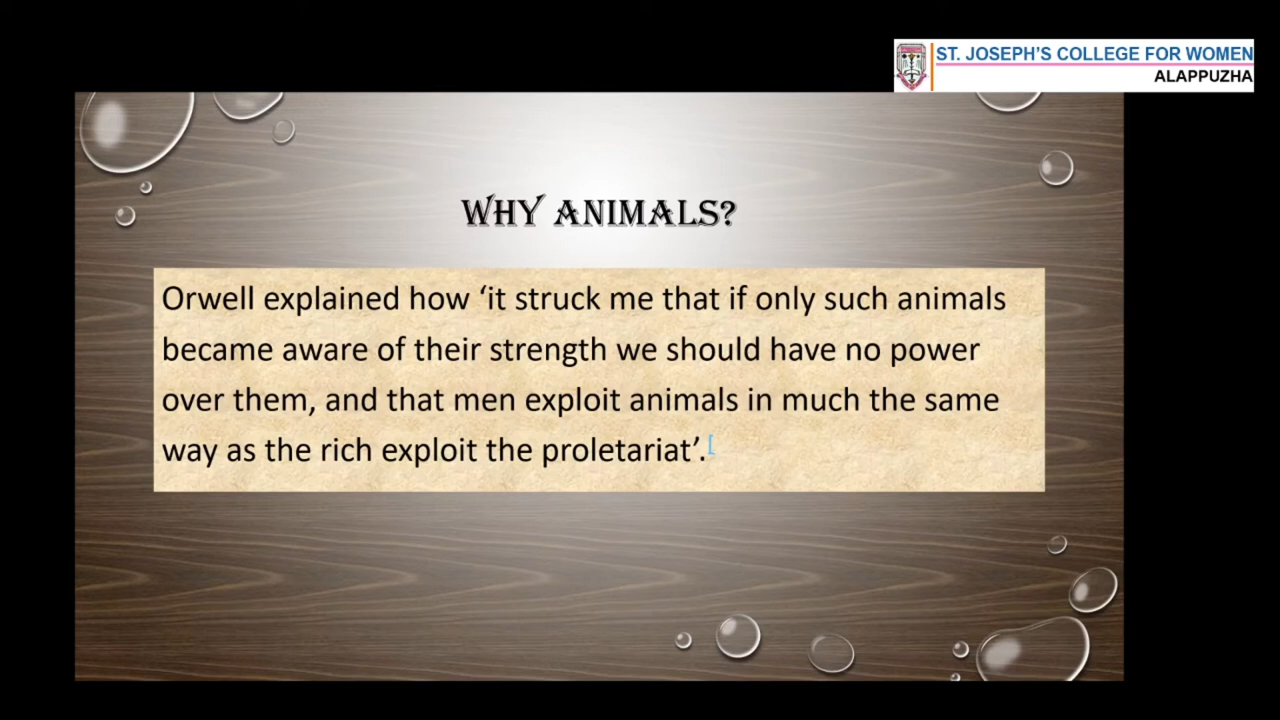 ST. JOSEPH'S COLLEGE FOR WOMEN
ALAPPUZHA
WHY ANIMALS?
Orwell explained how ‘it struck me that if only such animals
became aware of their strength we should have no power
over them, and that men exploit animals in much the same
way as the rich exploit the proletariat’.[